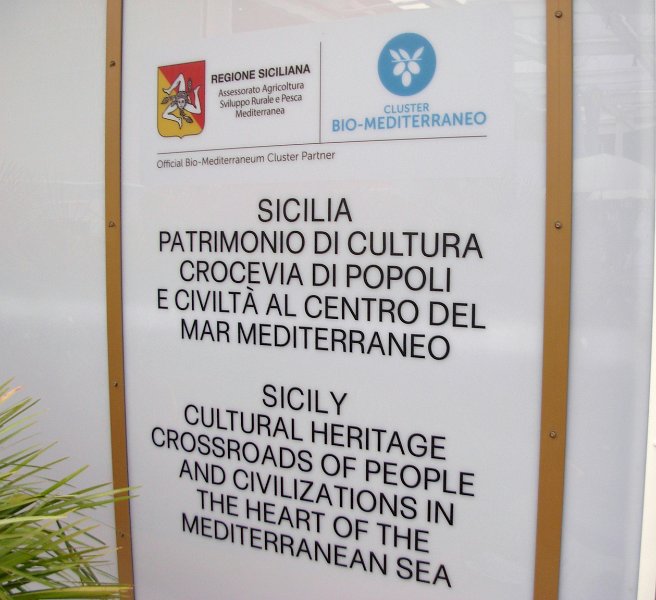 REGIONE SICILIANA
Assessorato Agricoltura
Sviluppo Rurale e Pesca
Mediterranea
CLUSTER
BIO-MEDITERRANEO
Official Bio-Mediterraneum Cluster Partner
SICILIA
PATRIMONIO DI CULTURA
CROCEVIA DI POPOLI
E CIVILTÀ AL CENTRO DEL
MAR MEDITERRANEO
SICILY
CULTURAL HERITAGE
CROSSROADS OF PEOPLE
AND CIVILIZATIONS IN
THE HEART OF THE
MEDITERRANEAN SEA